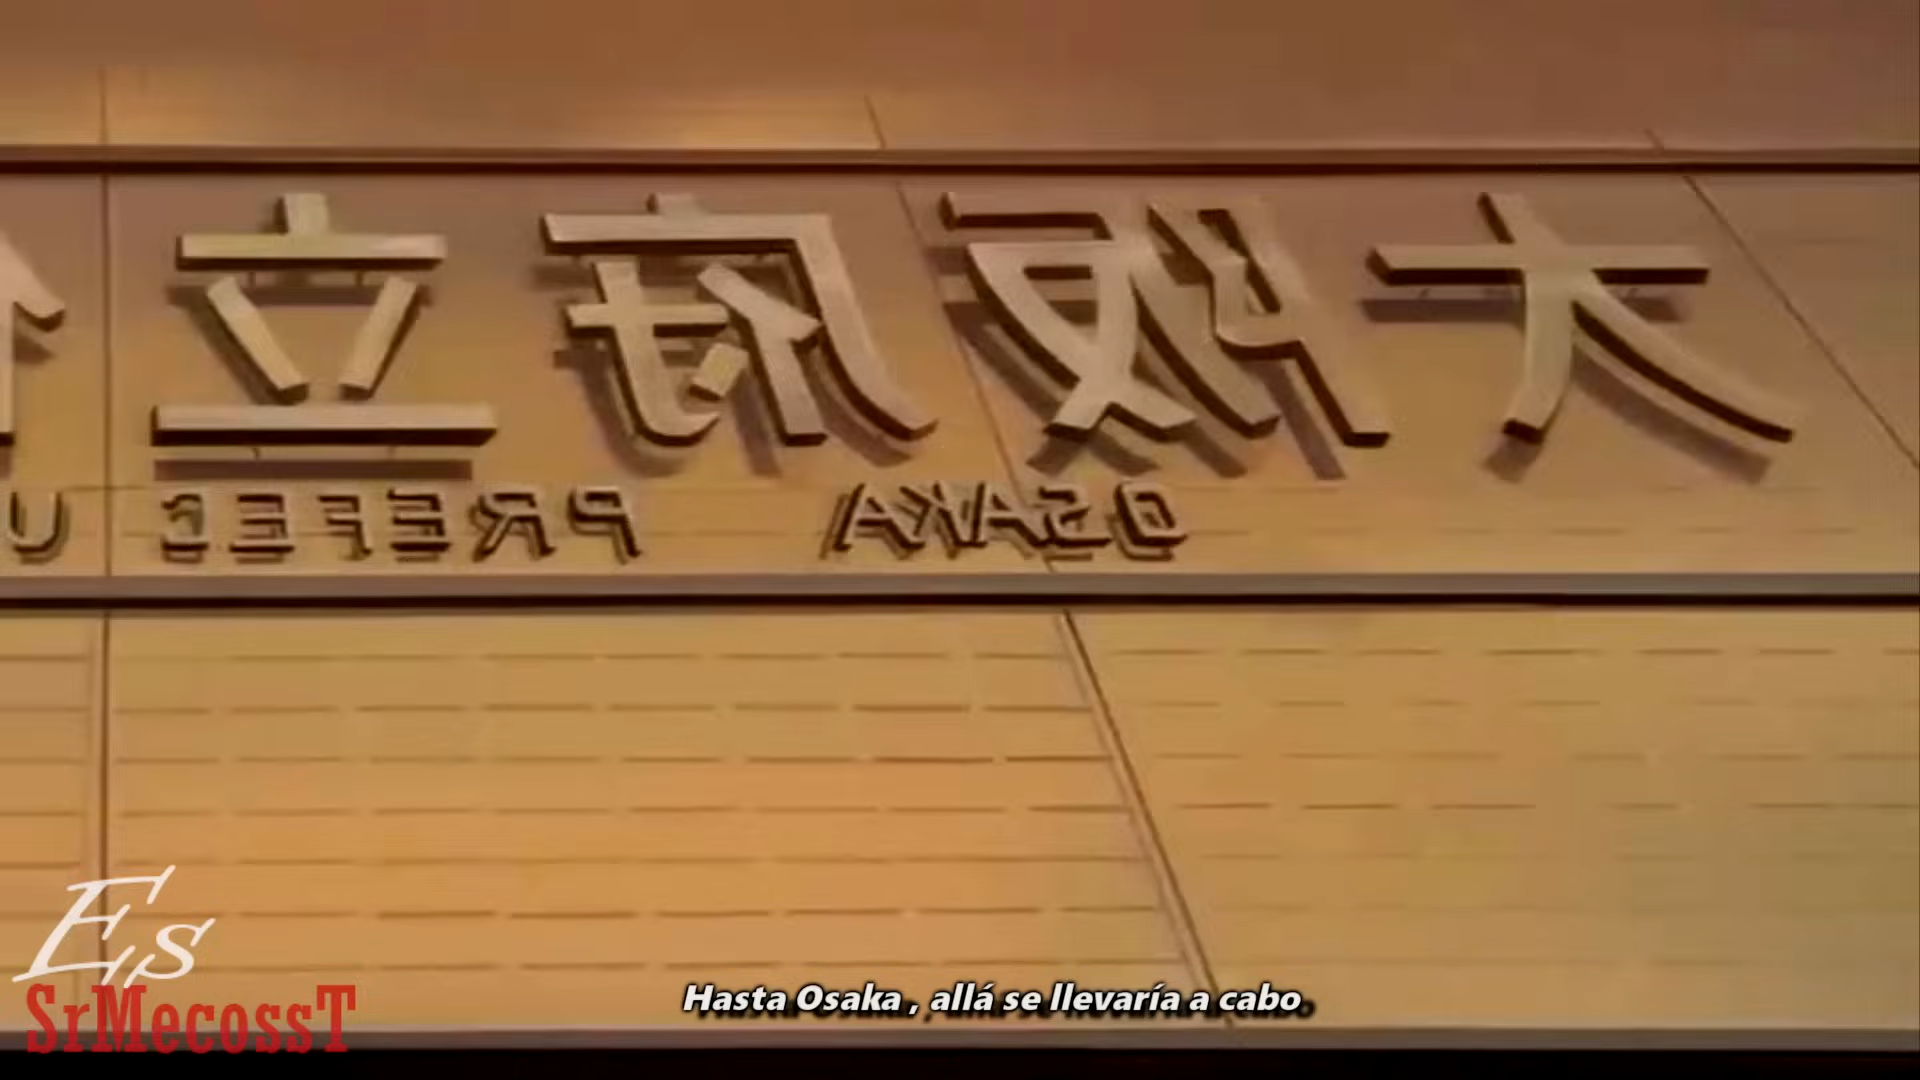 大阪府立
OSAKA PREFEC U
Es
SrMecossT
Hasta Osaka , allá se llevaría a cabo.